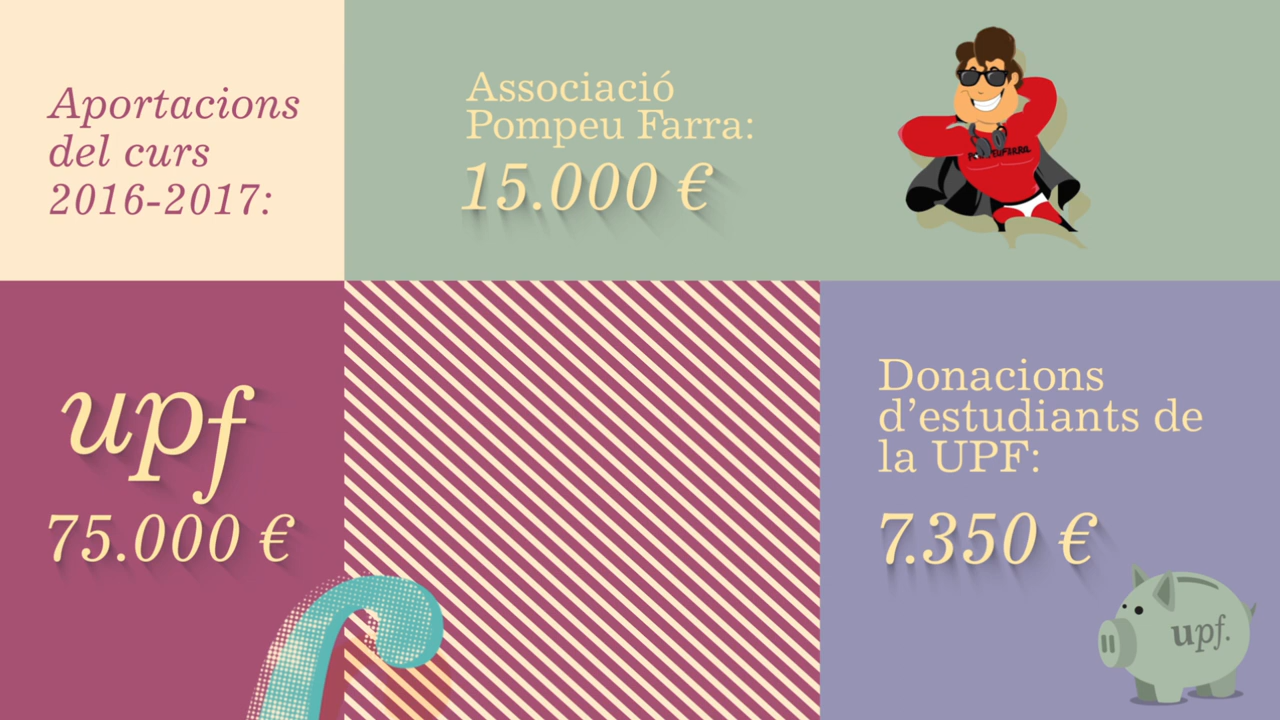 Aportacions
del curs
2016-2017:
Associació
Pompeu Farra:
15.000 €
POMPEUFARRA
upf
75.000 €
Donacions
d’estudiants de
la UPF:
7.350 €
upf.